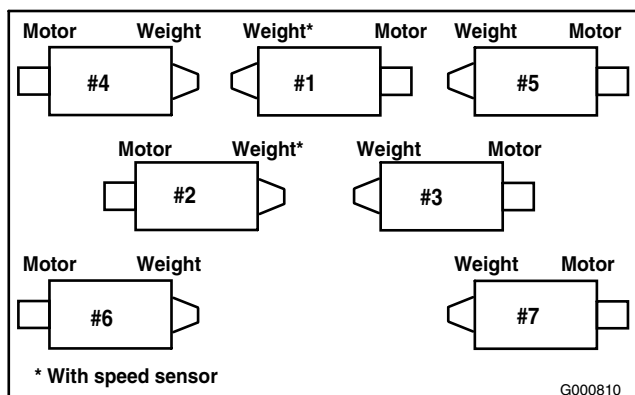 Motor Weight Weight* Motor Weight Motor
#4 #1 #5
Motor Weight* Weight Motor
#2 #3
Motor Weight Weight Motor
#6 #7
* With speed sensor
G000810